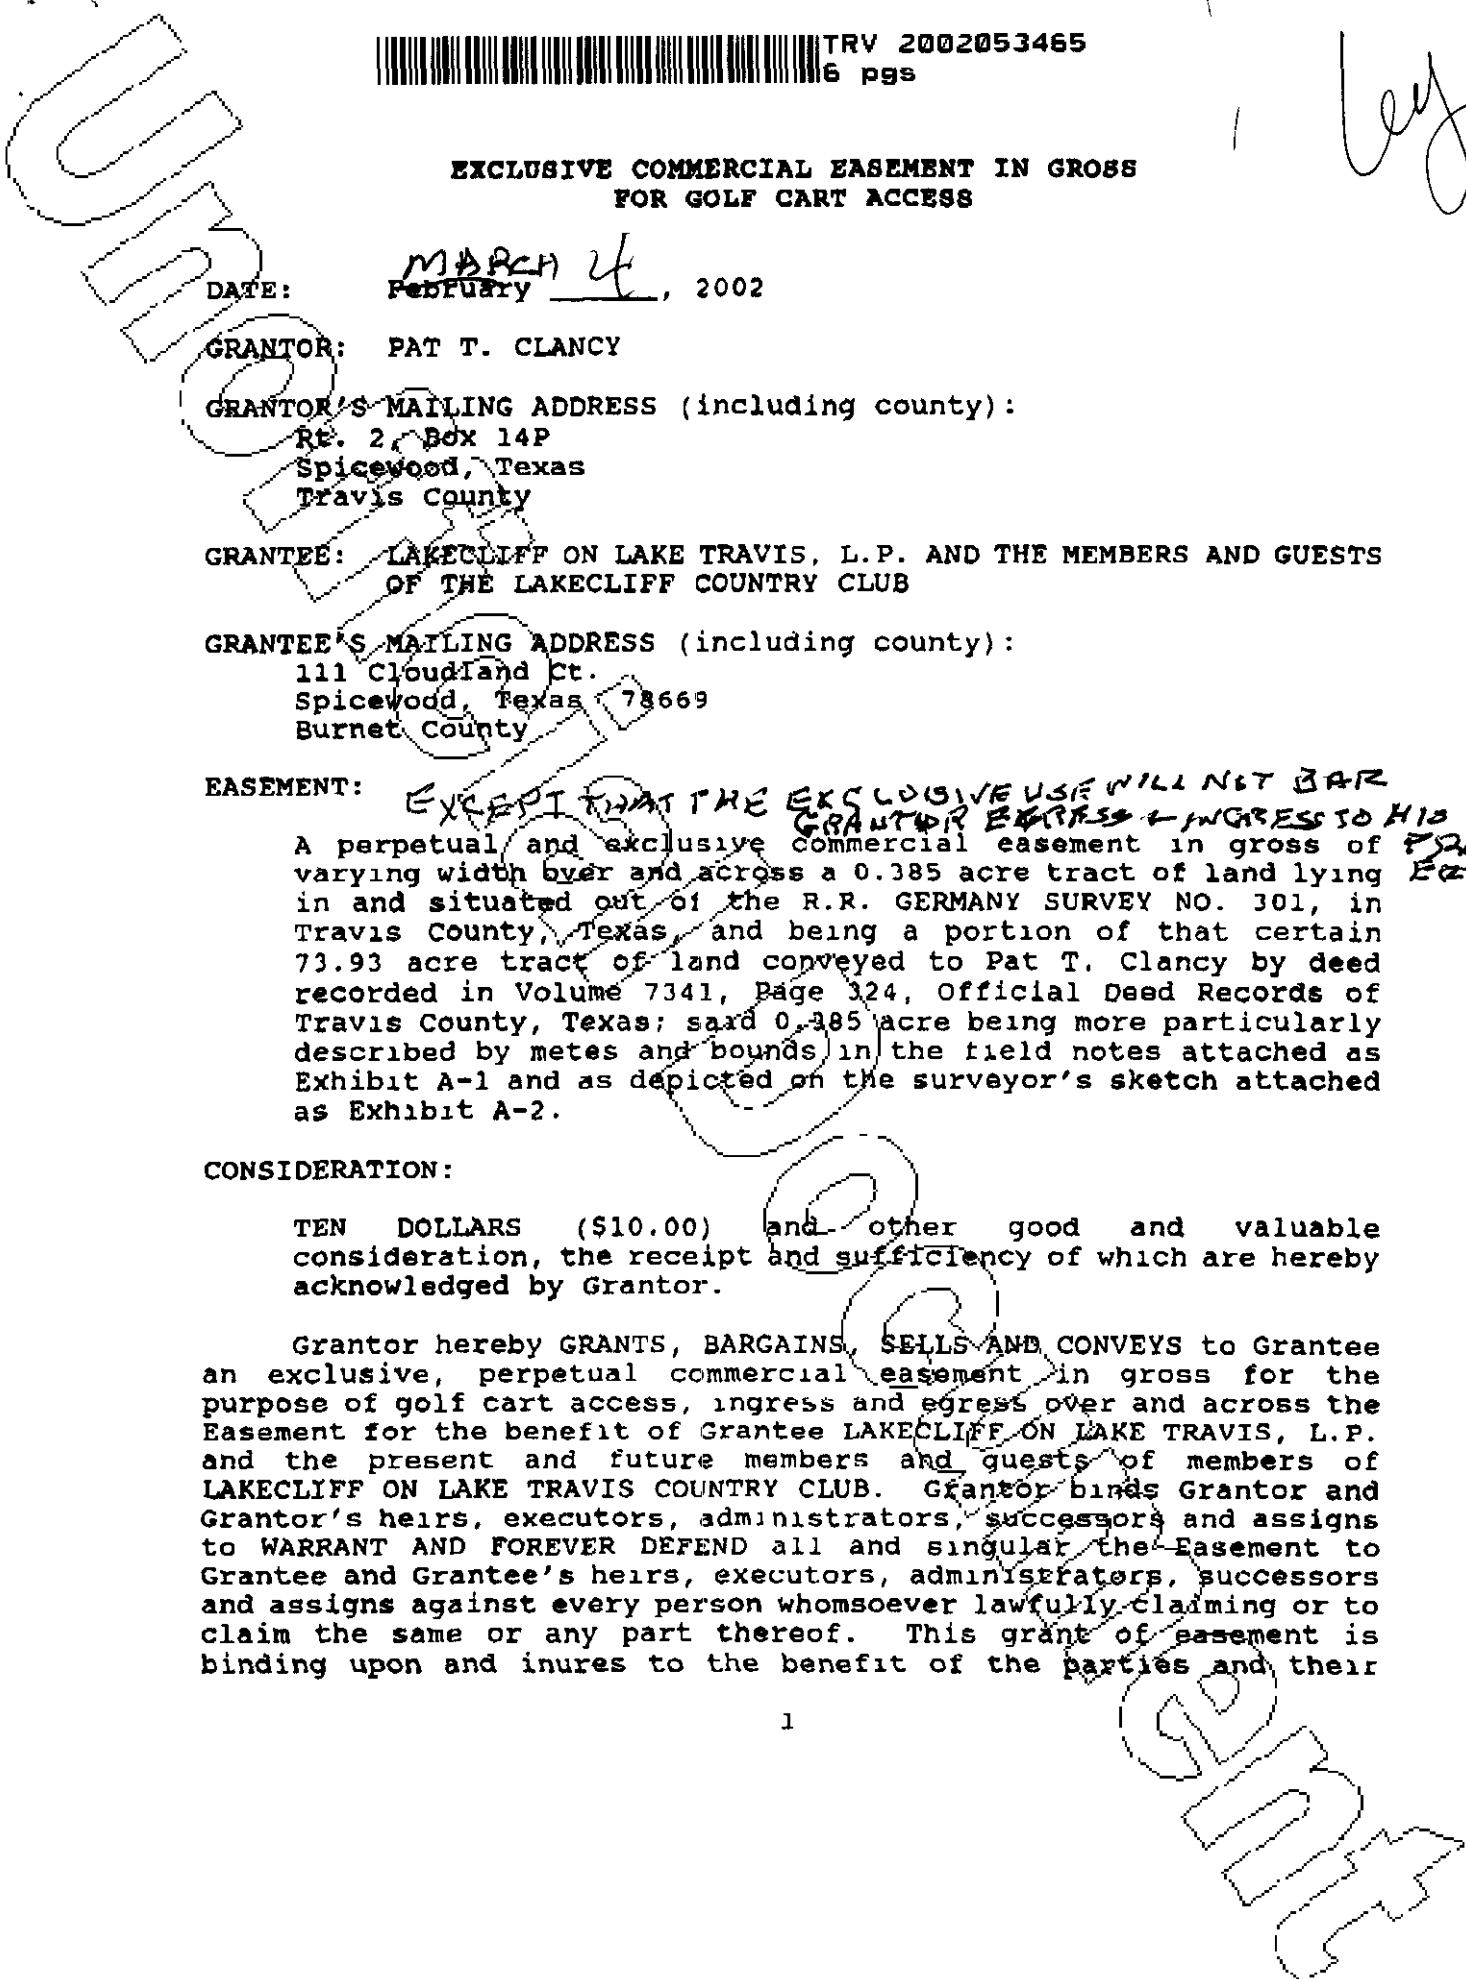 TRV 2002053465
6 pgs
EXCLUSIVE COMMERCIAL EASEMENT IN GROSS
FOR GOLF CART ACCESS
MARCH 4
DATE: February ______, 2002
GRANTOR: PAT T. CLANCY
GRANTOR'S MAILING ADDRESS (including county):
Rt. 2, Box 14P
Spicewood, Texas
Travis County
GRANTEE: LAKECLIFF ON LAKE TRAVIS, L.P. AND THE MEMBERS AND GUESTS
OF THE LAKECLIFF COUNTRY CLUB
GRANTEE'S MAILING ADDRESS (including county):
111 Cloudland Ct.
Spicewood, Texas 78669
Burnet County
EASEMENT:
EXCEPT THAT THE EXCLUSIVE USE WILL NOT BAR
GRANTOR EGRESS & INGRESS TO HIS
A perpetual and exclusive commercial easement in gross of
varying width over and across a 0.385 acre tract of land lying
in and situated out of the R.R. GERMANY SURVEY NO. 301, in
Travis County, Texas, and being a portion of that certain
73.93 acre tract of land conveyed to Pat T. Clancy by deed
recorded in Volume 7341, Page 324, Official Deed Records of
Travis County, Texas; said 0.385 acre being more particularly
described by metes and bounds in the field notes attached as
Exhibit A-1 and as depicted on the surveyor's sketch attached
as Exhibit A-2.
CONSIDERATION:
TEN DOLLARS ($10.00) and other good and valuable
consideration, the receipt and sufficiency of which are hereby
acknowledged by Grantor.
Grantor hereby GRANTS, BARGAINS, SELLS AND CONVEYS to Grantee
an exclusive, perpetual commercial easement in gross for the
purpose of golf cart access, ingress and egress over and across the
Easement for the benefit of Grantee LAKECLIFF ON LAKE TRAVIS, L.P.
and the present and future members and guests of members of
LAKECLIFF ON LAKE TRAVIS COUNTRY CLUB. Grantor binds Grantor and
Grantor's heirs, executors, administrators, successors and assigns
to WARRANT AND FOREVER DEFEND all and singular the Easement to
Grantee and Grantee's heirs, executors, administrators, successors
and assigns against every person whomsoever lawfully claiming or to
claim the same or any part thereof. This grant of easement is
binding upon and inures to the benefit of the parties and their
1
Unofficial Document